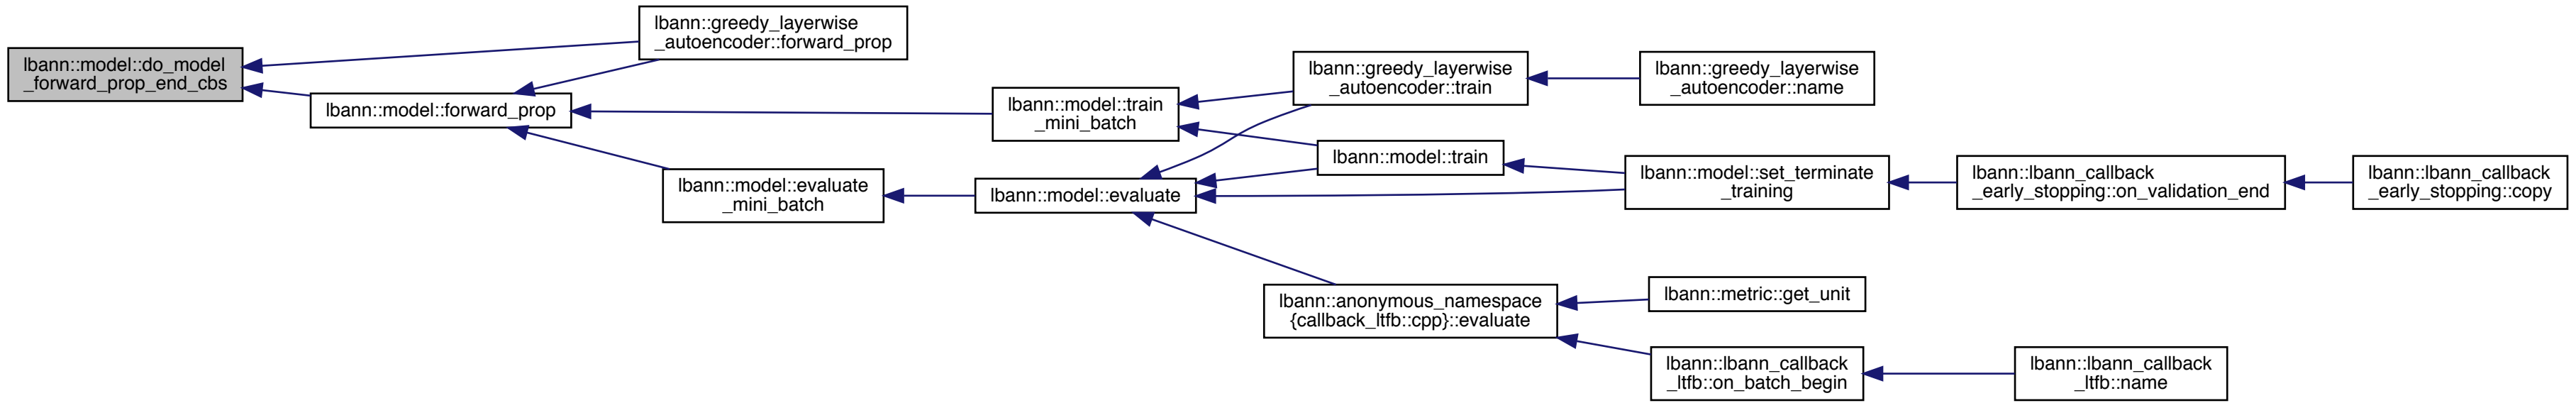 lbann::model::do_model
_forward_prop_end_cbs
lbann::greedy_layerwise
_autoencoder::forward_prop
lbann::model::forward_prop
lbann::model::train
_mini_batch
lbann::model::evaluate
_mini_batch
lbann::model::evaluate
lbann::greedy_layerwise
_autoencoder::train
lbann::greedy_layerwise
_autoencoder::name
lbann::model::train
lbann::model::set_terminate
_training
lbann::lbann_callback
_early_stopping::on_validation_end
lbann::lbann_callback
_early_stopping::copy
lbann::anonymous_namespace
{callback_ltfb::cpp}::evaluate
lbann::metric::get_unit
lbann::lbann_callback
_ltfb::on_batch_begin
lbann::lbann_callback
_ltfb::name